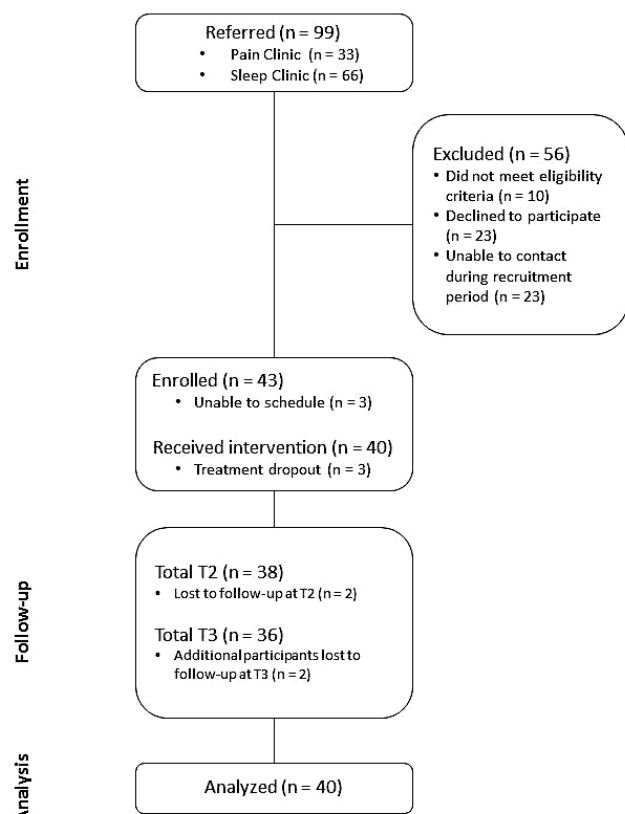 Referred (n = 99)
• Pain Clinic (n = 33)
• Sleep Clinic (n = 66)
Enrollment
Excluded (n = 56)
• Did not meet eligibility
criteria (n = 10)
• Declined to participate
(n = 23)
• Unable to contact
during recruitment
period (n = 23)
Enrolled (n = 43)
• Unable to schedule (n = 3)
Received intervention (n = 40)
• Treatment dropout (n = 3)
Follow-up
Total T2 (n = 38)
• Lost to follow-up at T2 (n = 2)
Total T3 (n = 36)
• Additional participants lost to
follow-up at T3 (n = 2)
Analysis
Analyzed (n = 40)